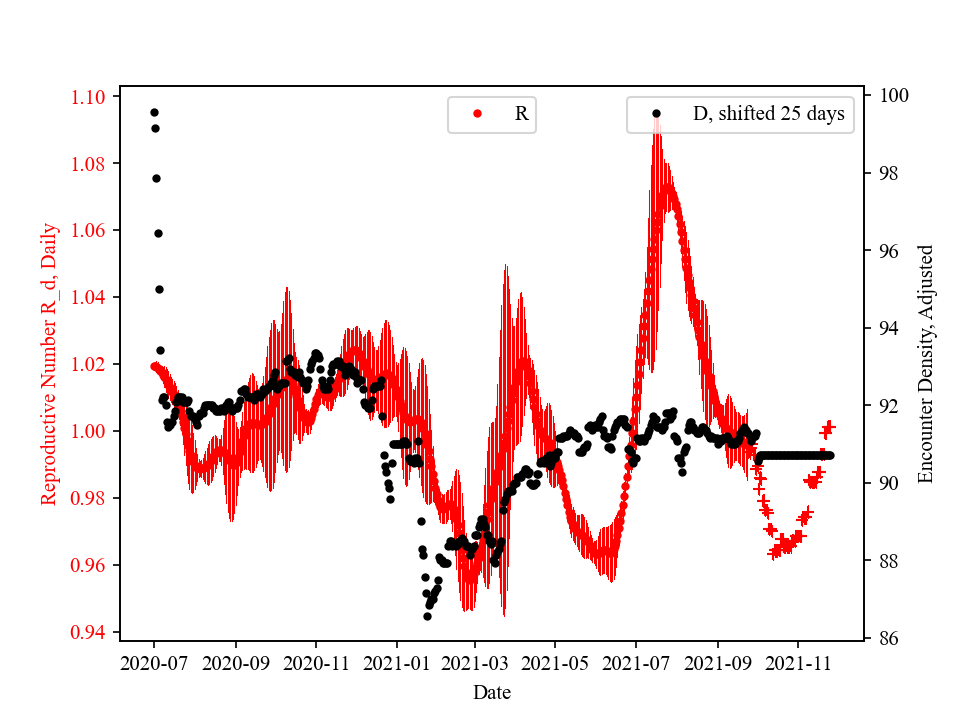 R
D, shifted 25 days
1.10
1.08
1.06
1.04
1.02
1.00
0.98
0.96
0.94
Reproductive Number R_d, Daily
100
98
96
94
92
90
88
86
Encounter Density, Adjusted
2020-07 2020-09 2020-11 2021-01 2021-03 2021-05 2021-07 2021-09 2021-11
Date